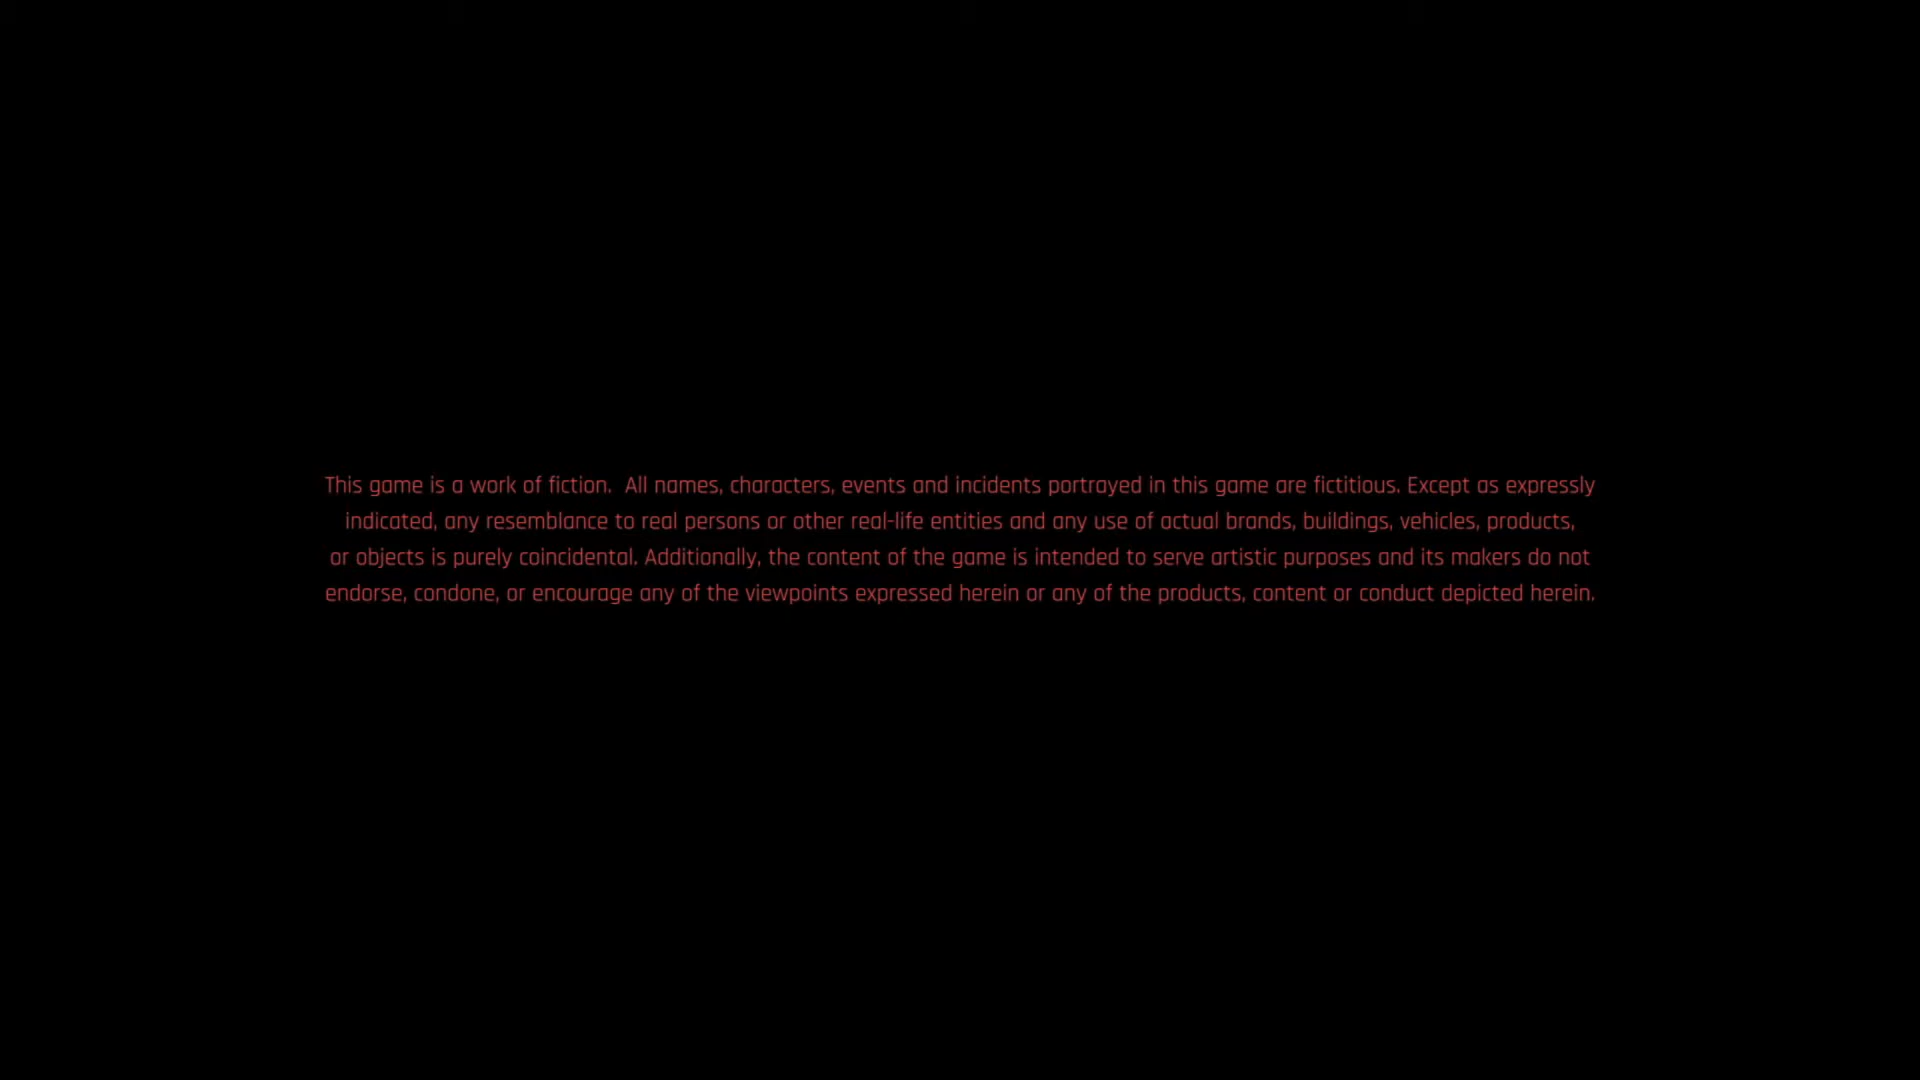 This game is a work of fiction.  All names, characters, events and incidents portrayed in this game are fictitious. Except as expressly
indicated, any resemblance to real persons or other real-life entities and any use of actual brands, buildings, vehicles, products,
or objects is purely coincidental. Additionally, the content of the game is intended to serve artistic purposes and its makers do not
endorse, condone, or encourage any of the viewpoints expressed herein or any of the products, content or conduct depicted herein.